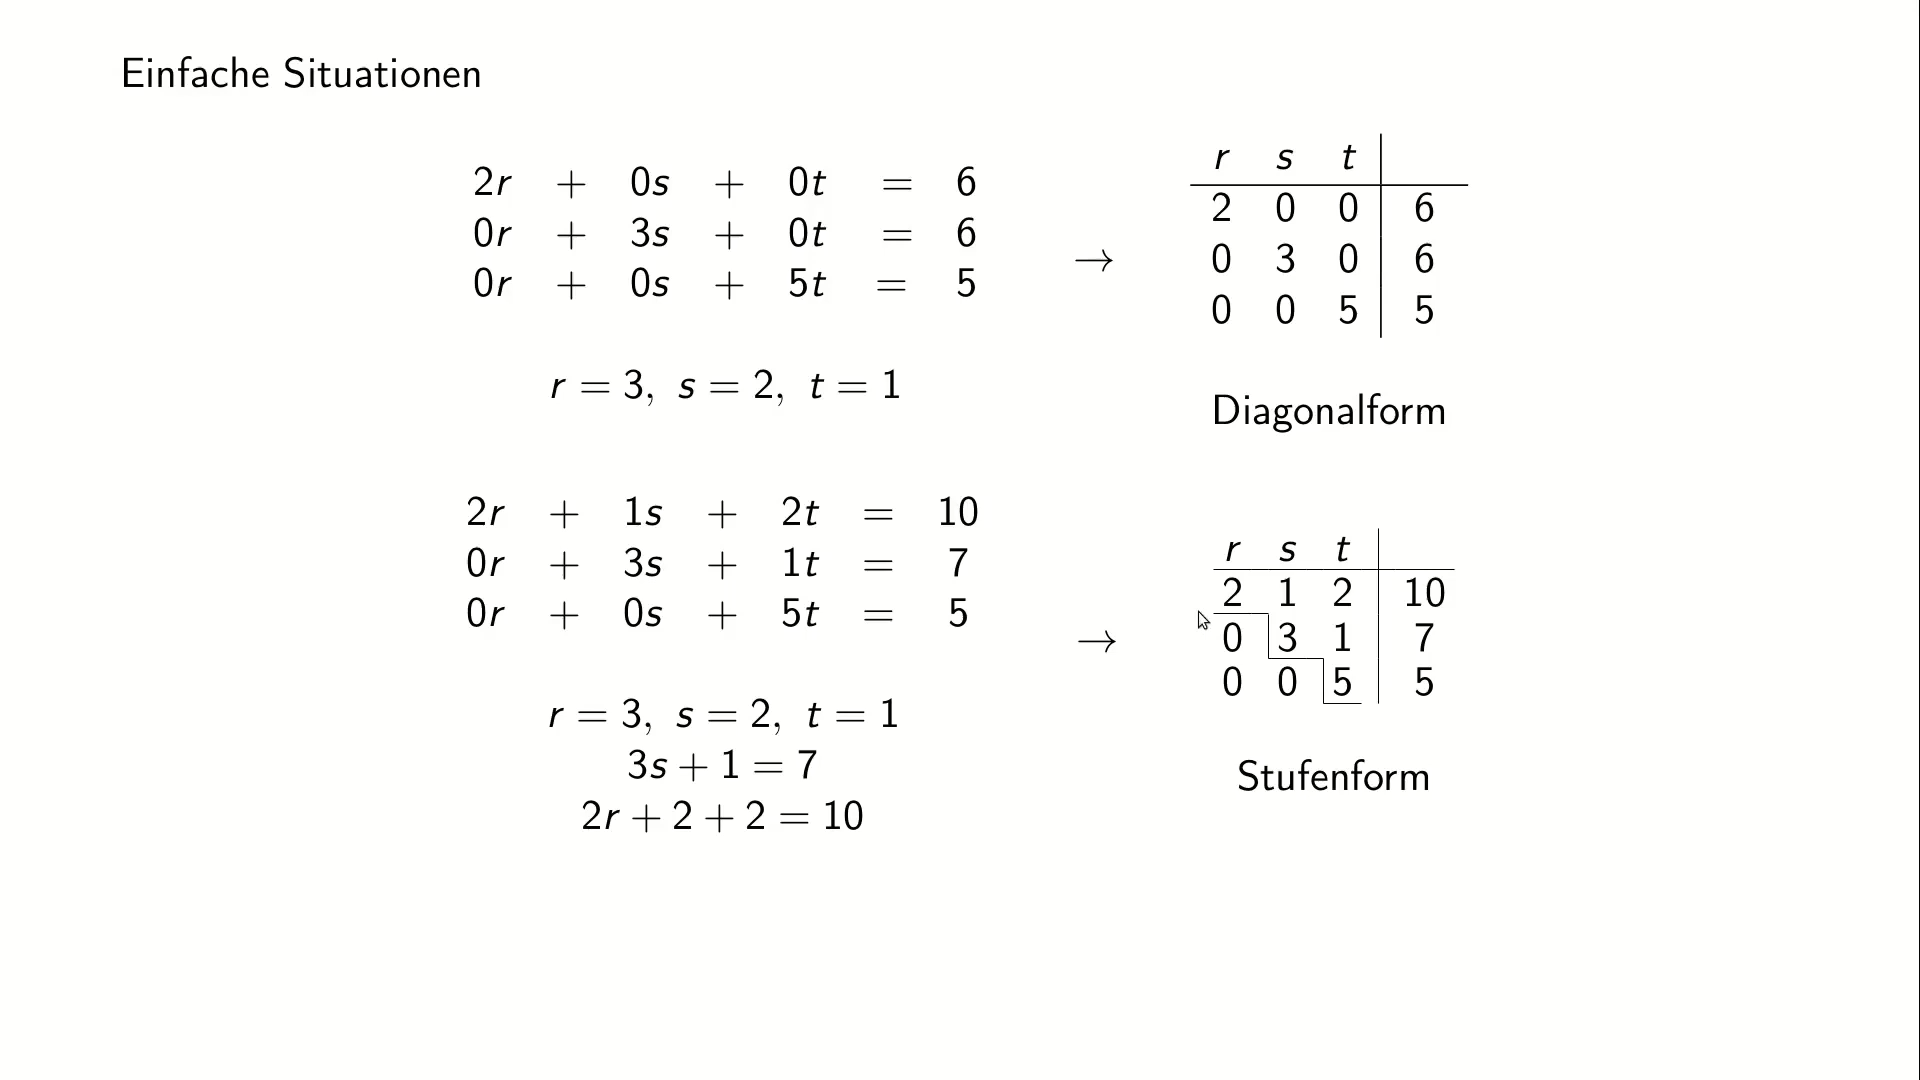 Einfache Situationen
2r + 0s + 0t = 6
0r + 3s + 0t = 6
0r + 0s + 5t = 5
r = 3, s = 2, t = 1
→
r s t
2 0 0 6
0 3 0 6
0 0 5 5
Diagonalform
2r + 1s + 2t = 10
0r + 3s + 1t = 7
0r + 0s + 5t = 5
r = 3, s = 2, t = 1
3s + 1 = 7
2r + 2 + 2 = 10
→
r s t
2 1 2 10
0 3 1 7
0 0 5 5
Stufenform